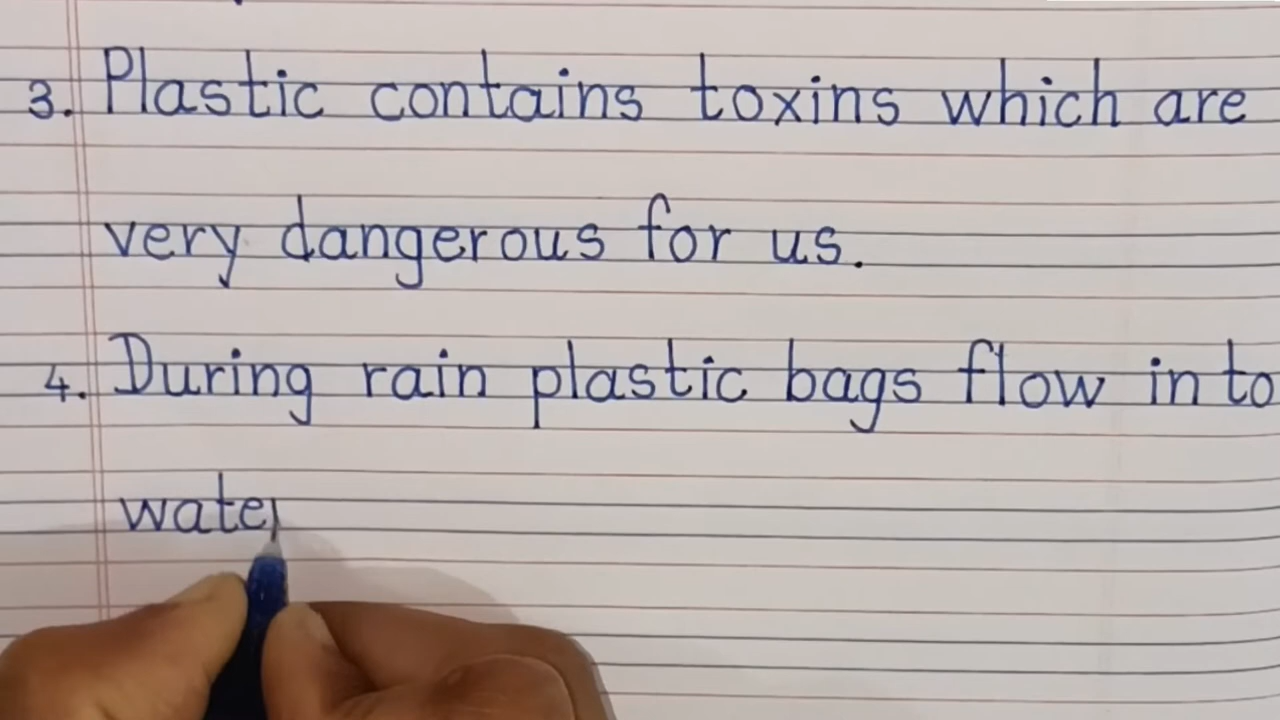 3. Plastic contains toxins which are
very dangerous for us.
4. During rain plastic bags flow in to
wate